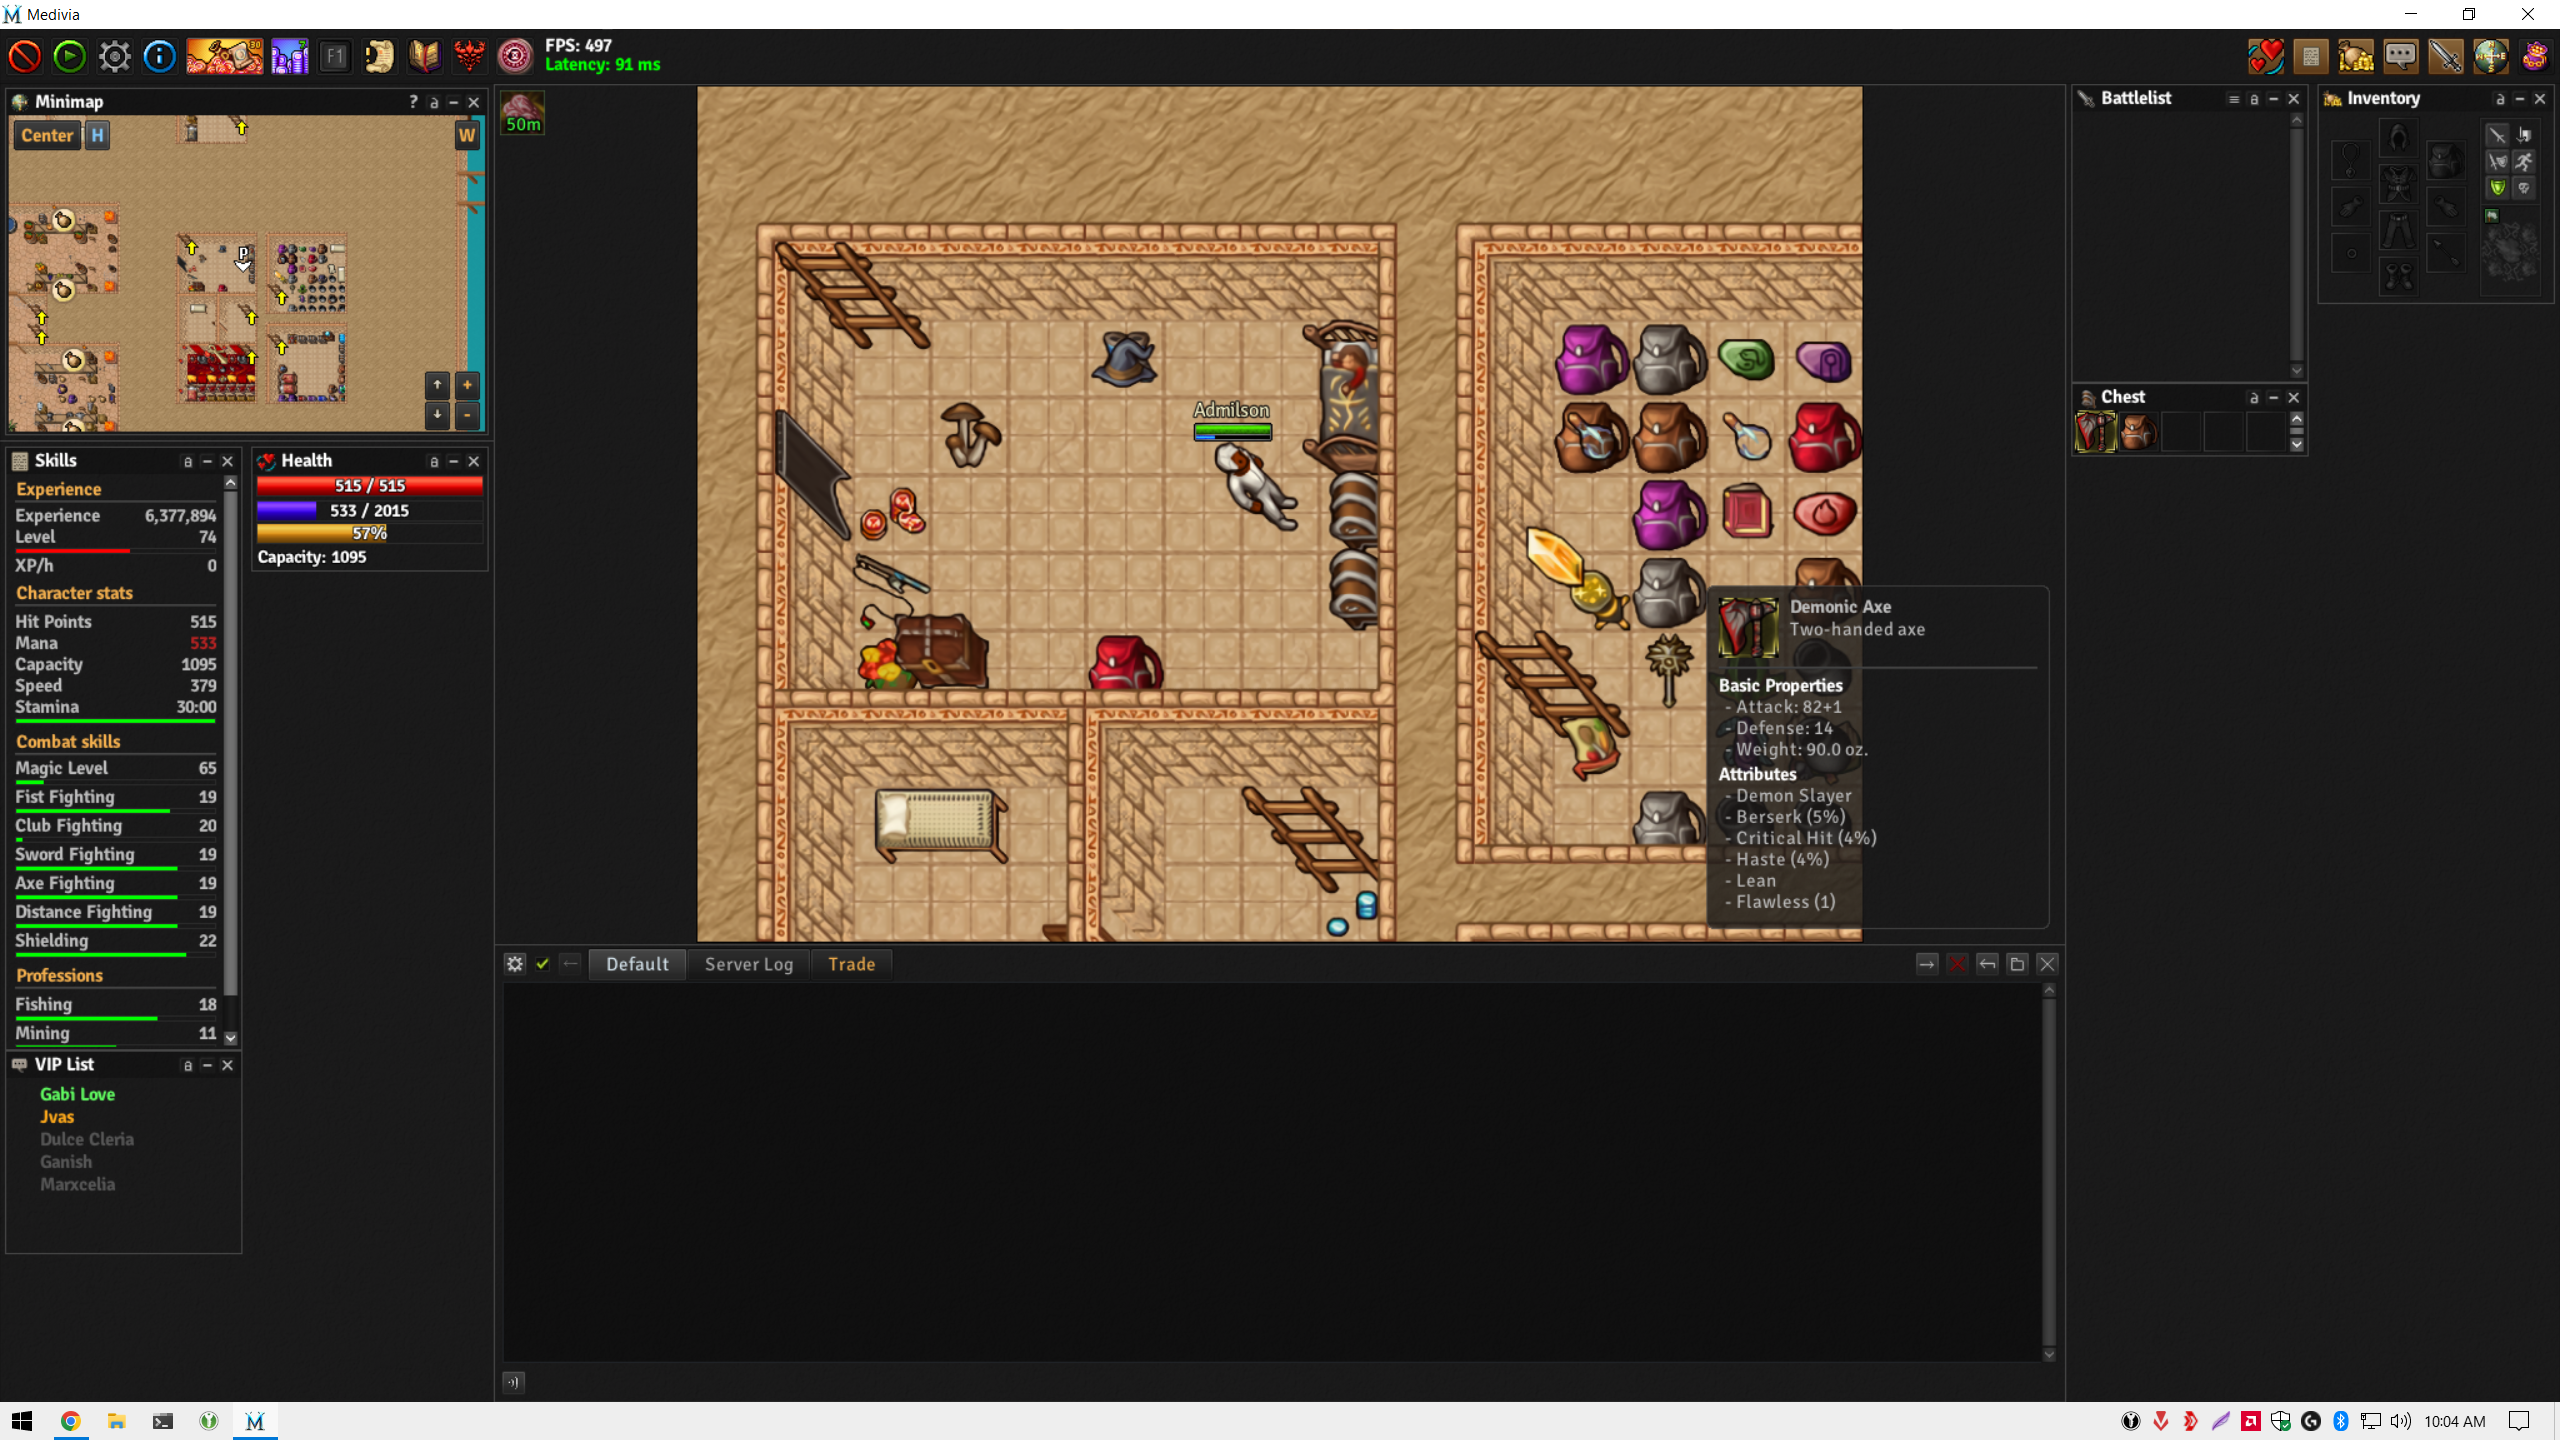 Medivia
FPS: 497
Latency: 91 ms
F1
30
7
Minimap
?
Center
H
W
P
50m
Battlelist
Inventory
Chest
Skills
Experience
Experience 6,377,894
Level 74
XP/h 0
Character stats
Hit Points 515
Mana 533
Capacity 1095
Speed 379
Stamina 30:00
Combat skills
Magic Level 65
Fist Fighting 19
Club Fighting 20
Sword Fighting 19
Axe Fighting 19
Distance Fighting 19
Shielding 22
Professions
Fishing 18
Mining 11
Health
515 / 515
533 / 2015
57%
Capacity: 1095
Admilson
Demonic Axe
Two-handed axe
Basic Properties
- Attack: 82+1
- Defense: 14
- Weight: 90.0 oz.
Attributes
- Demon Slayer
- Berserk (5%)
- Critical Hit (4%)
- Haste (4%)
- Lean
- Flawless (1)
VIP List
Gabi Love
Jvas
Dulce Cleria
Ganish
Marxcelia
Default
Server Log
Trade
10:04 AM